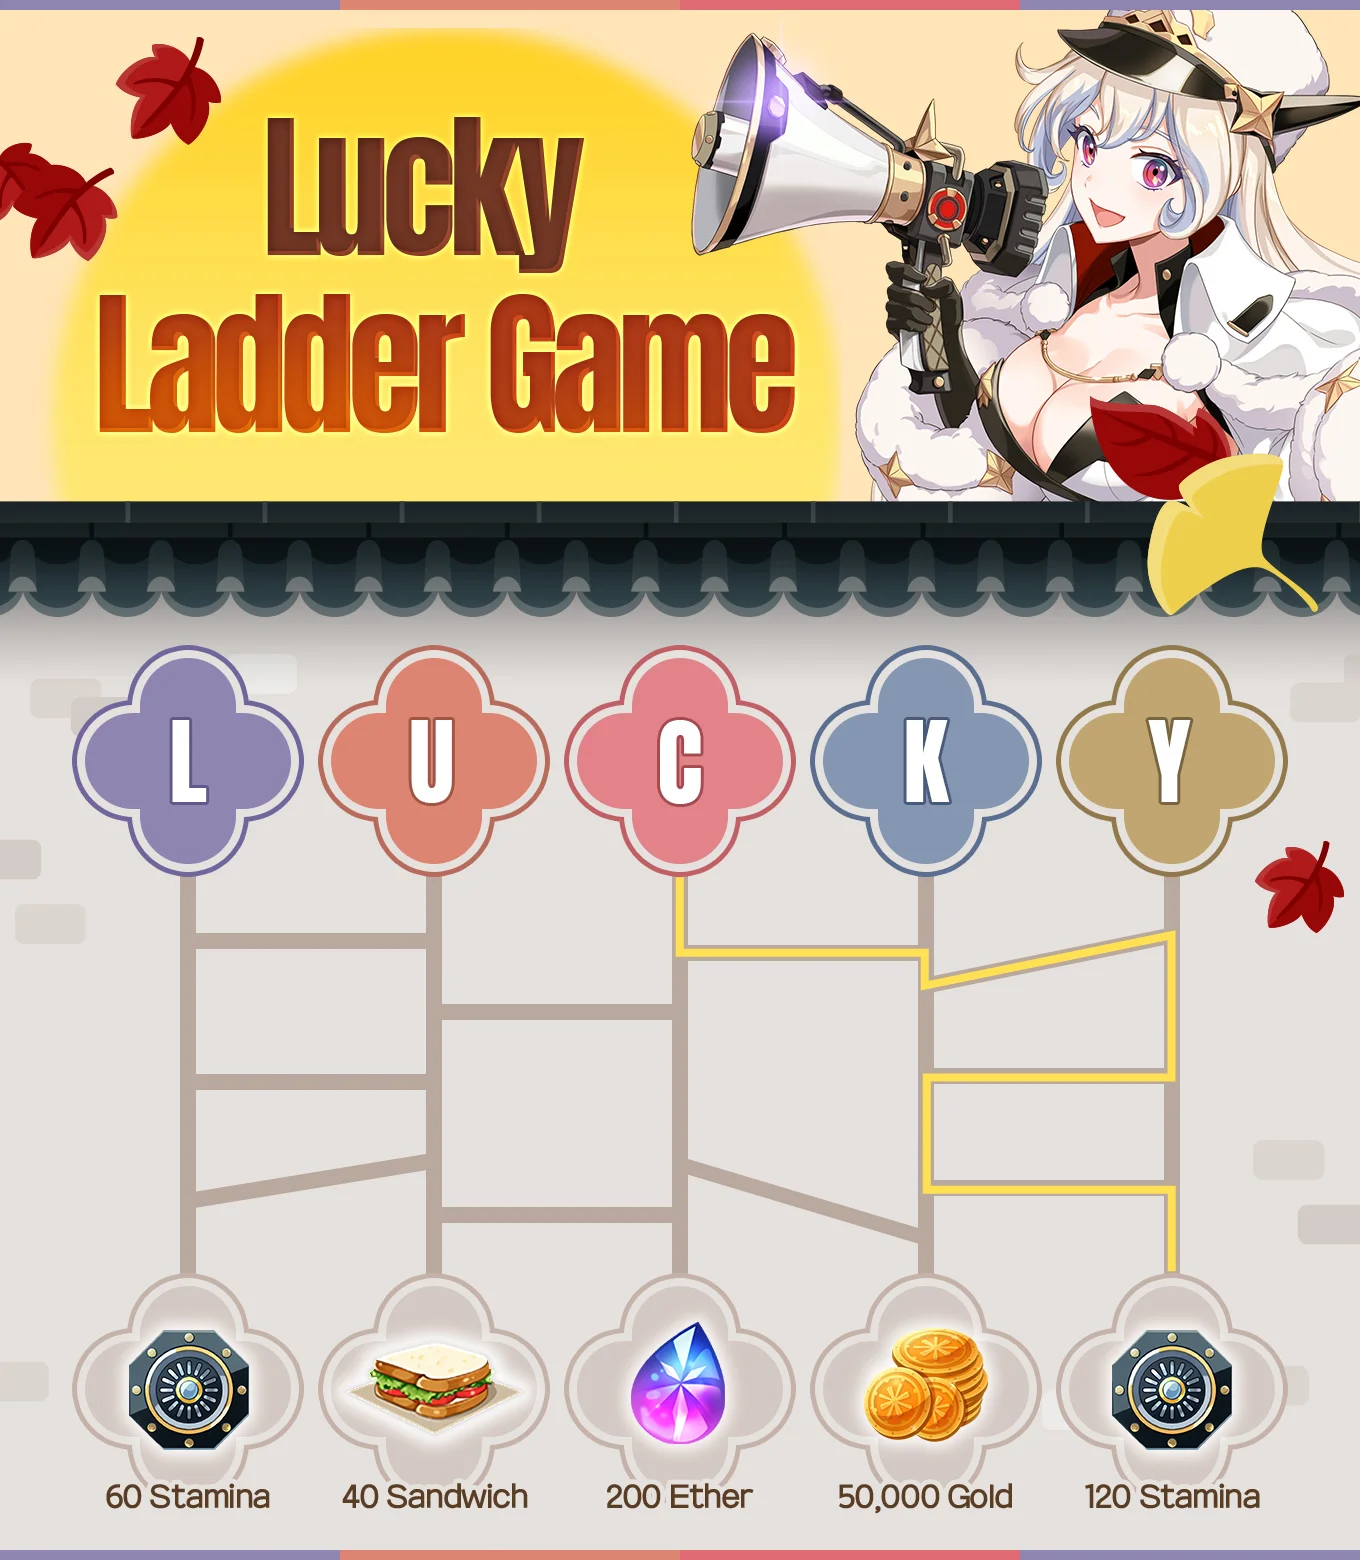 Lucky
Ladder Game
L U C K Y
60 Stamina
40 Sandwich
200 Ether
50,000 Gold
120 Stamina